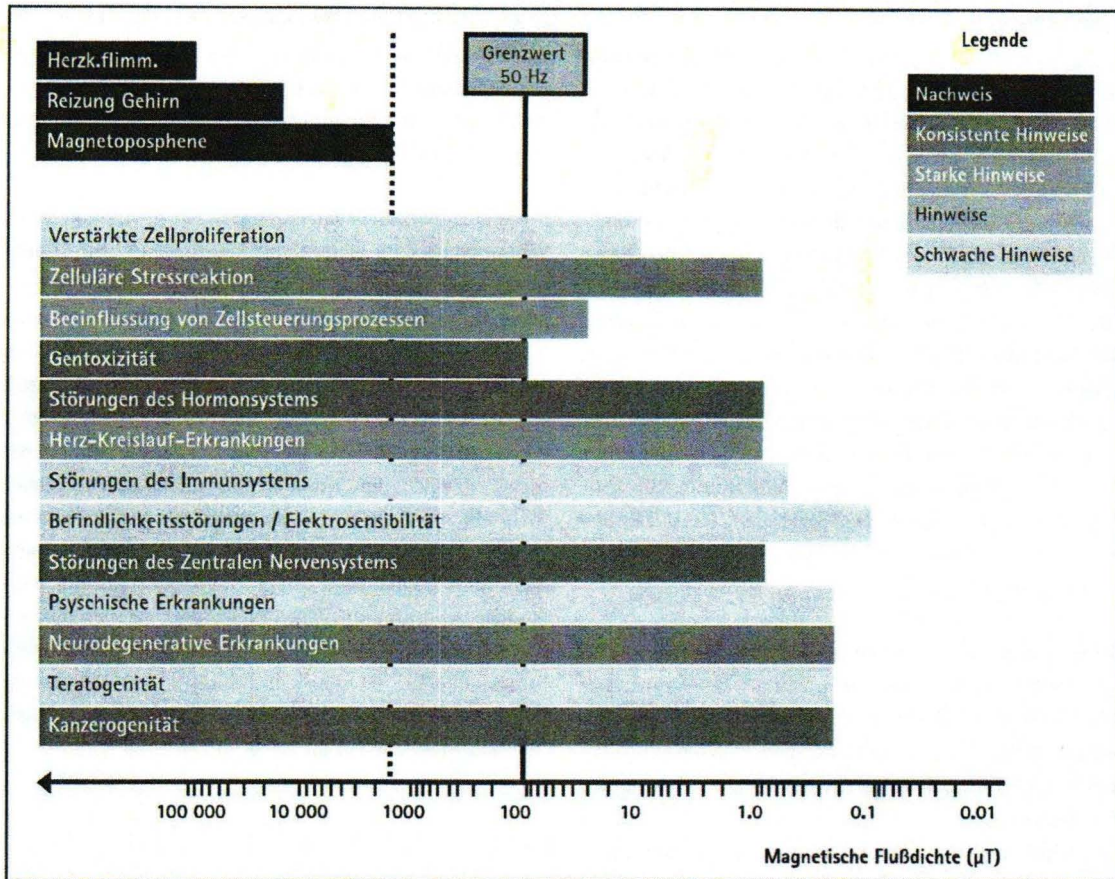 Herzk.flimm.
Reizung Gehirn
Magnetoposphene
Grenzwert
50 Hz
Legende
Nachweis
Konsistente Hinweise
Starke Hinweise
Hinweise
Schwache Hinweise
Verstärkte Zellproliferation
Zelluläre Stressreaktion
Beeinflussung von Zellsteuerungsprozessen
Gentoxizität
Störungen des Hormonsystems
Herz-Kreislauf-Erkrankungen
Störungen des Immunsystems
Befindlichkeitsstörungen / Elektrosensibilität
Störungen des Zentralen Nervensystems
Psyschische Erkrankungen
Neurodegenerative Erkrankungen
Teratogenität
Kanzerogenität
100 000 10 000 1000 100 10 1.0 0.1 0.01
Magnetische Flußdichte (µT)